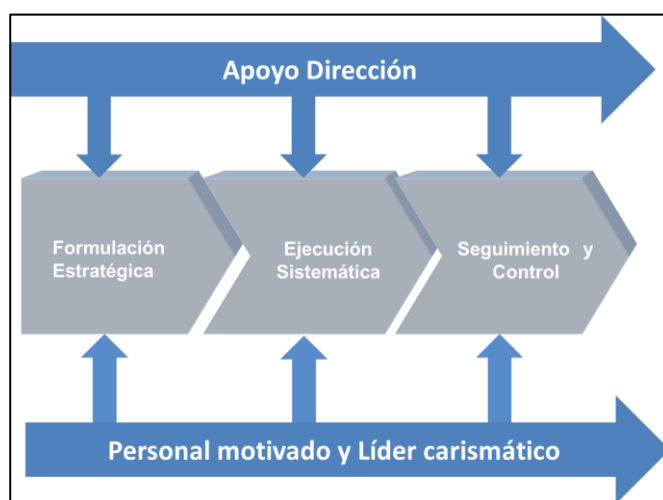 Apoyo Dirección
Formulación
Estratégica
Ejecución
Sistemática
Seguimiento y
Control
Personal motivado y Líder carismático